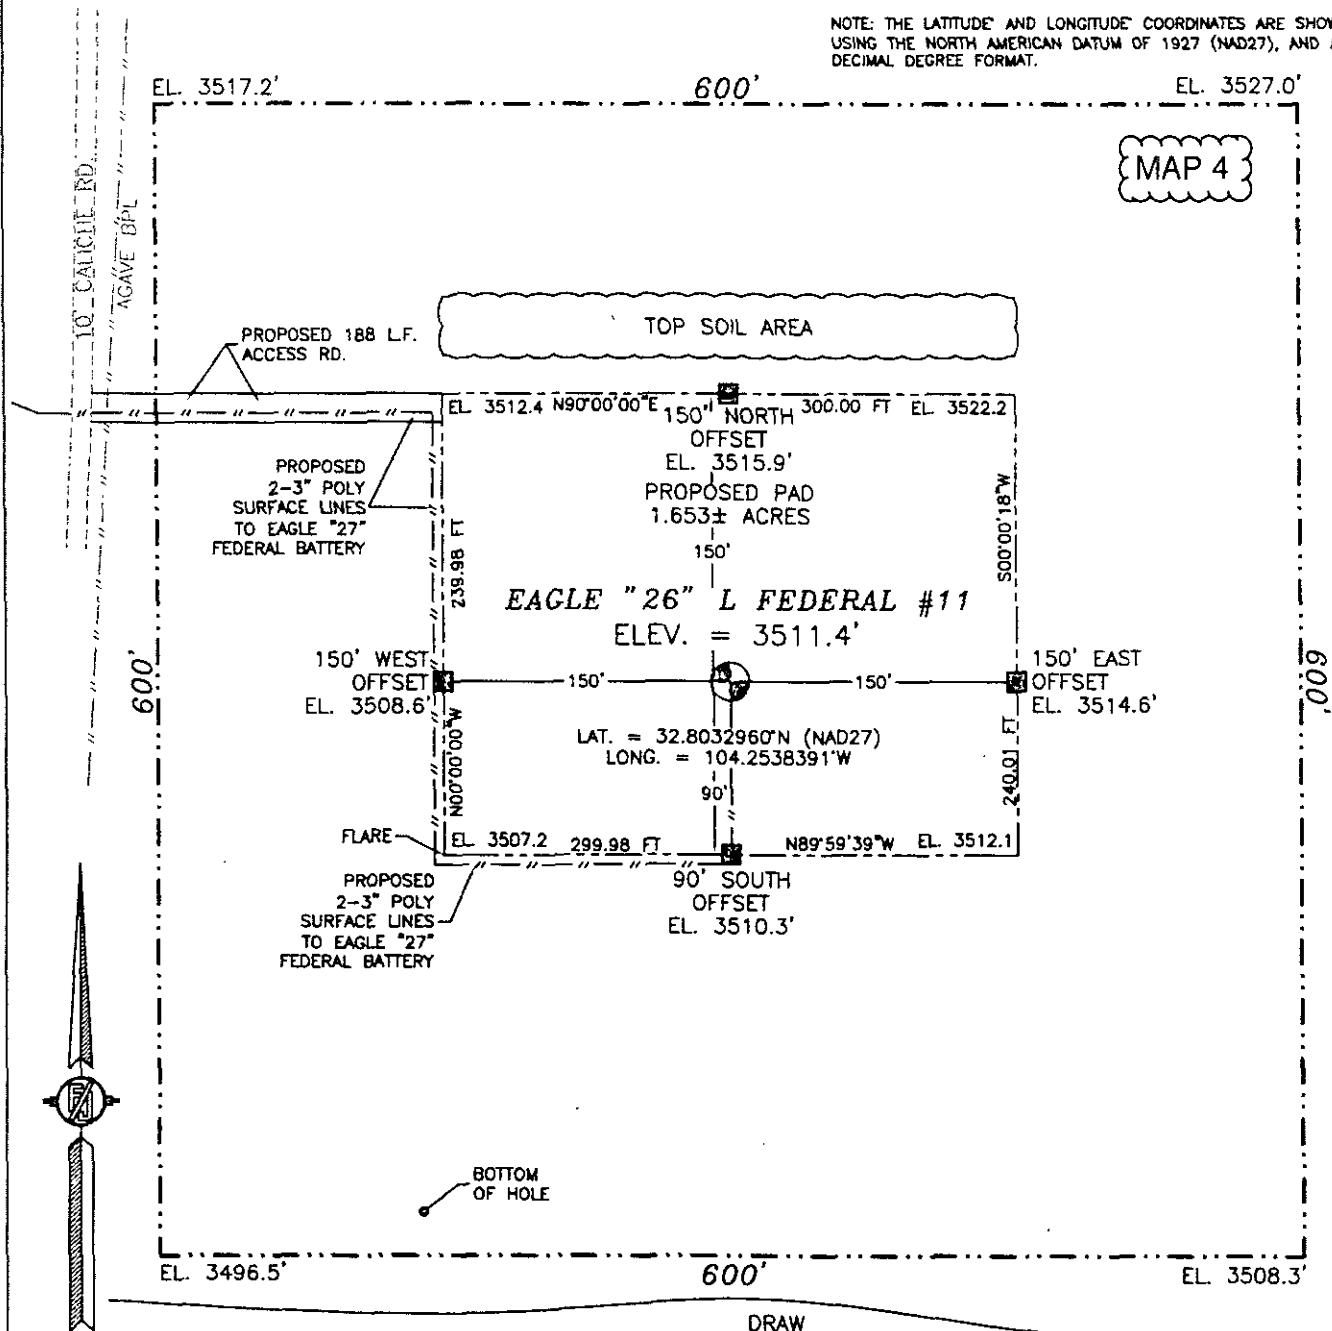 NOTE: THE LATITUDE AND LONGITUDE COORDINATES ARE
USING THE NORTH AMERICAN DATUM OF 1927 (NAD27), AND
DECIMAL DEGREE FORMAT.
EL. 3517.2'
600'
EL. 3527.0'
MAP 4
10' CALICHE RD.
AGAVE BPL
TOP SOIL AREA
PROPOSED 188 L.F.
ACCESS RD.
EL. 3512.4
N90°00'00"E
300.00 FT
EL. 3522.2
150' NORTH
OFFSET
EL. 3515.9'
PROPOSED
2-3" POLY
SURFACE LINES
TO EAGLE "27"
FEDERAL BATTERY
PROPOSED PAD
1.653± ACRES
239.98 FT
S00°00'18"W
150'
EAGLE "26" L FEDERAL #11
ELEV. = 3511.4'
600'
150' WEST
OFFSET
EL. 3508.6'
150'
150'
150' EAST
OFFSET
EL. 3514.6'
600'
LAT. = 32.8032960°N (NAD27)
LONG. = 104.2538391°W
N00°00'00"W
240.01 FT
90'
FLARE
EL. 3507.2
299.98 FT
N89°59'39"W
EL. 3512.1
90' SOUTH
OFFSET
EL. 3510.3'
PROPOSED
2-3" POLY
SURFACE LINES
TO EAGLE "27"
FEDERAL BATTERY
BOTTOM
OF HOLE
EL. 3496.5'
600'
EL. 3508.3'
DRAW